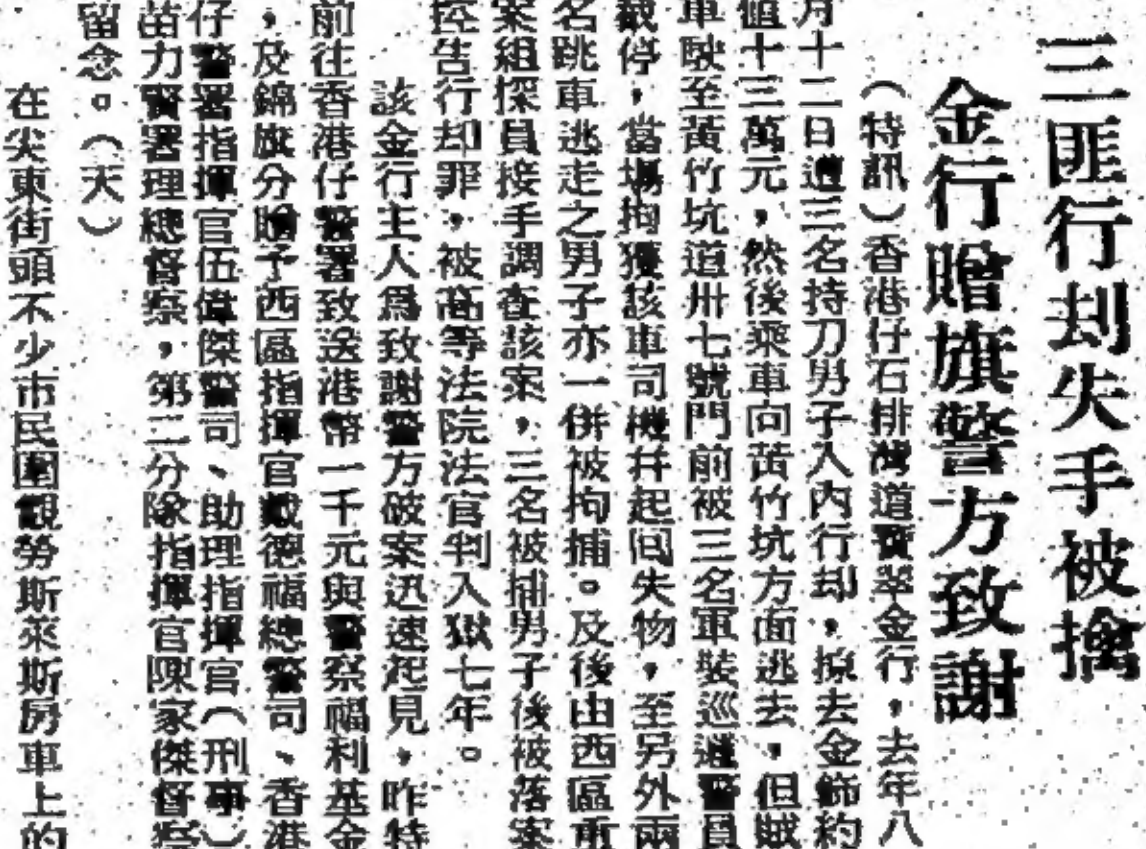 三匪行刦失手被擒
金行贈旗警方致謝
（特訊）香港仔石排灣道寶翠金行，去年八
月十二日遭三名持刀男子入內行却，掠去金飾約
值十三萬元，然後乘車向黃竹坑方面逃去，但賊
車駛至黃竹坑道卅七號門前被三名軍裝巡邏警員
截停，當場拘獲該車司機幷起回失物，至另外兩
名跳車逃走之男子亦一併被拘捕。及後由西區重
案組探員接手調查該案，三名被捕男子後被落案
控告行却罪，被高等法院法官判入獄七年。
該金行主人爲致謝警方破案迅速起見，昨特
前往香港仔警署致送港幣一千元與警察福利基金
，及錦旗分贈予西區指揮官戴德福總警司、香港
仔警署指揮官伍偉傑警司、助理指揮官（刑事）
苗力警署理總督察，第二分隊指揮官陳家傑督察
留念。（天）
在尖東街頭不少市民圍觀勞斯萊斯房車上的